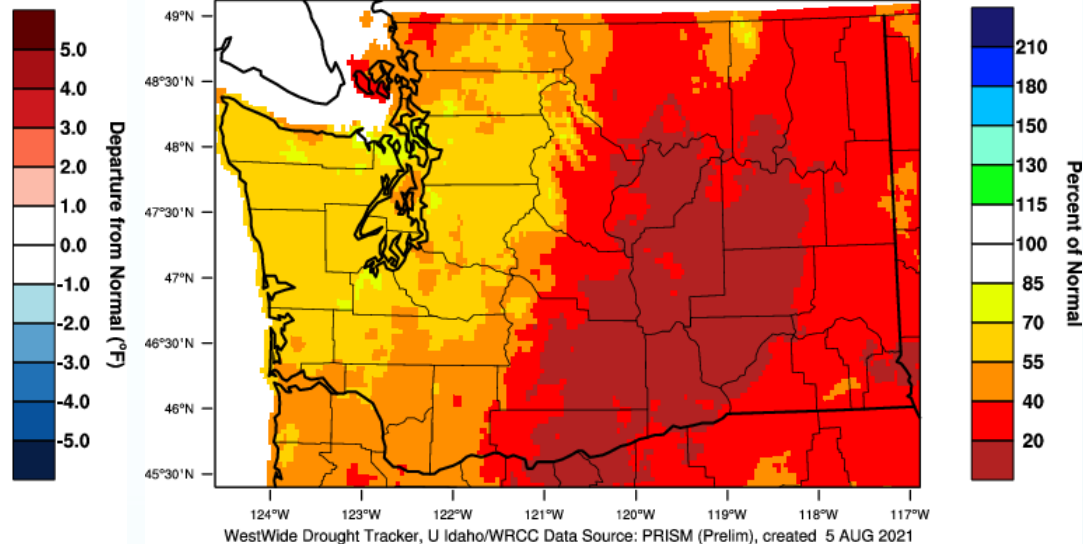 5.0
4.0
3.0
2.0
1.0
0.0
-1.0
-2.0
-3.0
-4.0
-5.0
Departure from Normal (°F)
49°N
48°30'N
48°N
47°30'N
47°N
46°30'N
46°N
45°30'N
124°W
123°W
122°W
121°W
120°W
119°W
118°W
117°W
WestWide Drought Tracker, U Idaho/WRCC Data Source: PRISM (Prelim), created 5 AUG 2021
210
180
150
130
115
100
85
70
55
40
20
Percent of Normal